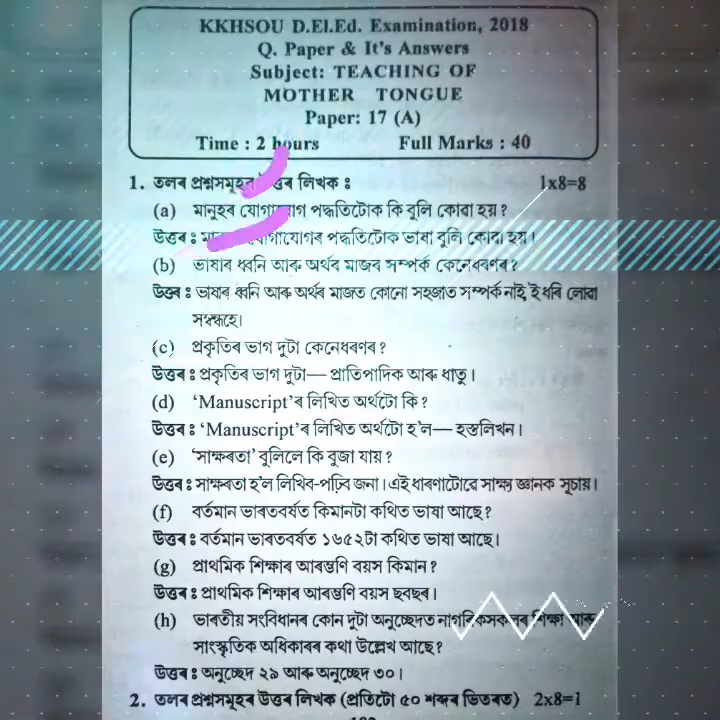 KKHSOU D.El.Ed. Examination, 2018
Q. Paper & It's Answers
Subject: TEACHING OF
MOTHER TONGUE
Paper: 17 (A)
Time : 2 hours Full Marks : 40
1. তলৰ প্ৰশ্নসমূহৰ উত্তৰ লিখক : 1x8=8
(a) মানুহৰ যোগাযোগ পদ্ধতিটোক কি বুলি কোৱা হয়?
উত্তৰ : যোগাযোগৰ পদ্ধতিটোক ভাষা বুলি কোৱা হয়।
(b) ভাষাৰ ধ্বনি আৰু অৰ্থৰ মাজৰ সম্পৰ্ক কেনেধৰণৰ?
উত্তৰ : ভাষাৰ ধ্বনি আৰু অৰ্থৰ মাজত কোনো সহজাত সম্পৰ্ক নাই, ই ধৰি লোৱা
সম্বন্ধহে।
(c) প্ৰকৃতিৰ ভাগ দুটা কেনেধৰণৰ?
উত্তৰ : প্ৰকৃতিৰ ভাগ দুটা— প্ৰাতিপাদিক আৰু ধাতু।
(d) ‘Manuscript’ৰ লিখিত অৰ্থটো কি?
উত্তৰ : ‘Manuscript’ৰ লিখিত অৰ্থটো হ’ল— হস্তলিখন।
(e) ‘সাক্ষৰতা’ বুলিলে কি বুজা যায়?
উত্তৰ : সাক্ষৰতা হ’ল লিখিব-পঢ়িব জনা। এই ধাৰণাটোৱে সাক্ষ্য জ্ঞানক সূচায়।
(f) বৰ্তমান ভাৰতবৰ্ষত কিমানটা কথিত ভাষা আছে?
উত্তৰ : বৰ্তমান ভাৰতবৰ্ষত ১৬৫২টা কথিত ভাষা আছে।
(g) প্ৰাথমিক শিক্ষাৰ আৰম্ভণি বয়স কিমান?
উত্তৰ : প্ৰাথমিক শিক্ষাৰ আৰম্ভণি বয়স ছবছৰ।
(h) ভাৰতীয় সংবিধানৰ কোন দুটা অনুচ্ছেদত নাগৰিকসকলৰ শিক্ষা আৰু
সাংস্কৃতিক অধিকাৰৰ কথা উল্লেখ আছে?
উত্তৰ : অনুচ্ছেদ ২৯ আৰু অনুচ্ছেদ ৩০।
2. তলৰ প্ৰশ্নসমূহৰ উত্তৰ লিখক (প্ৰতিটো ৫০ শব্দৰ ভিতৰত) 2x8=1